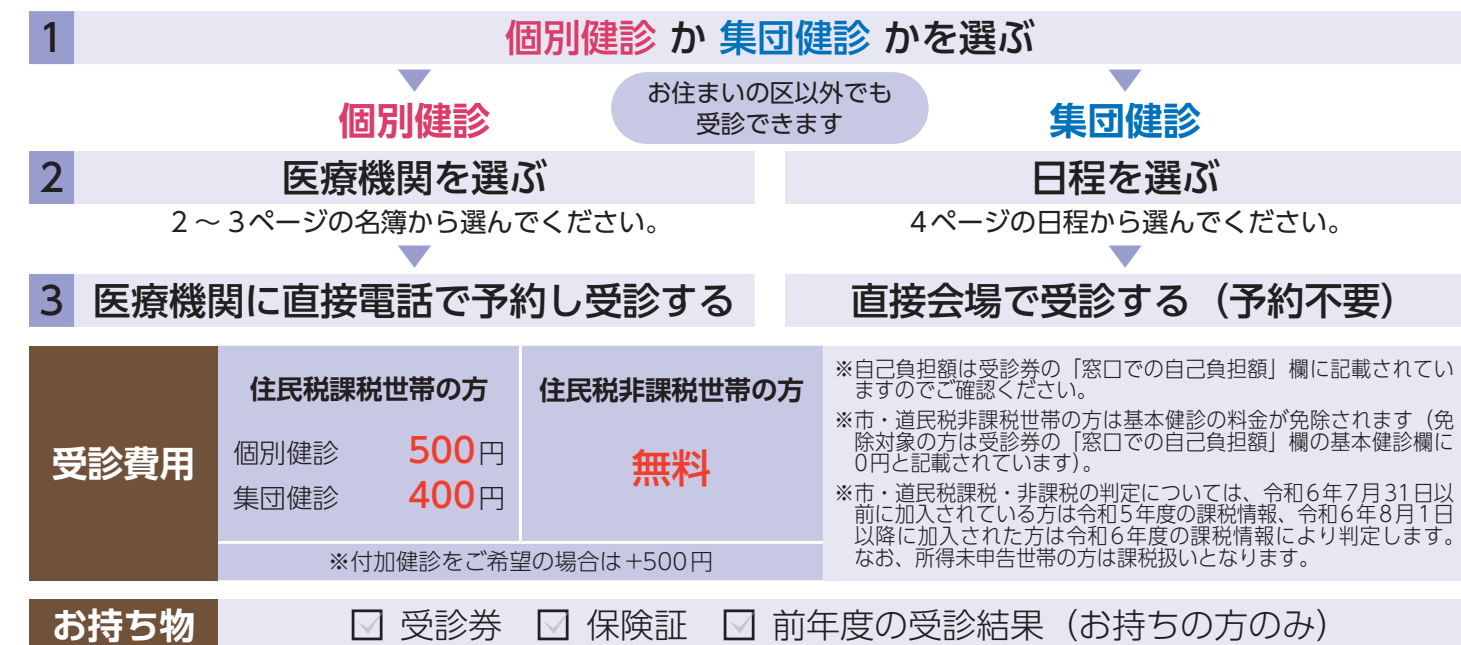 1 個別健診 か 集団健診 かを選ぶ
個別健診
お住まいの区以外でも
受診できます
集団健診
2 医療機関を選ぶ
2～3ページの名簿から選んでください。
日程を選ぶ
4ページの日程から選んでください。
3 医療機関に直接電話で予約し受診する
直接会場で受診する（予約不要）
受診費用
住民税課税世帯の方
個別健診 500円
集団健診 400円
住民税非課税世帯の方
無料
※付加健診をご希望の場合は+500円
※自己負担額は受診券の「窓口での自己負担額」欄に記載されてい
ますのでご確認ください。
※市・道民税非課税世帯の方は基本健診の料金が免除されます（免
除対象の方は受診券の「窓口での自己負担額」欄の基本健診欄に
0円と記載されています）。
※市・道民税課税・非課税の判定については、令和6年7月31日以
前に加入されている方は令和5年度の課税情報、令和6年8月1日
以降に加入された方は令和6年度の課税情報により判定します。
なお、所得未申告世帯の方は課税扱いとなります。
お持ち物
☑ 受診券 ☑ 保険証 ☑ 前年度の受診結果（お持ちの方のみ）